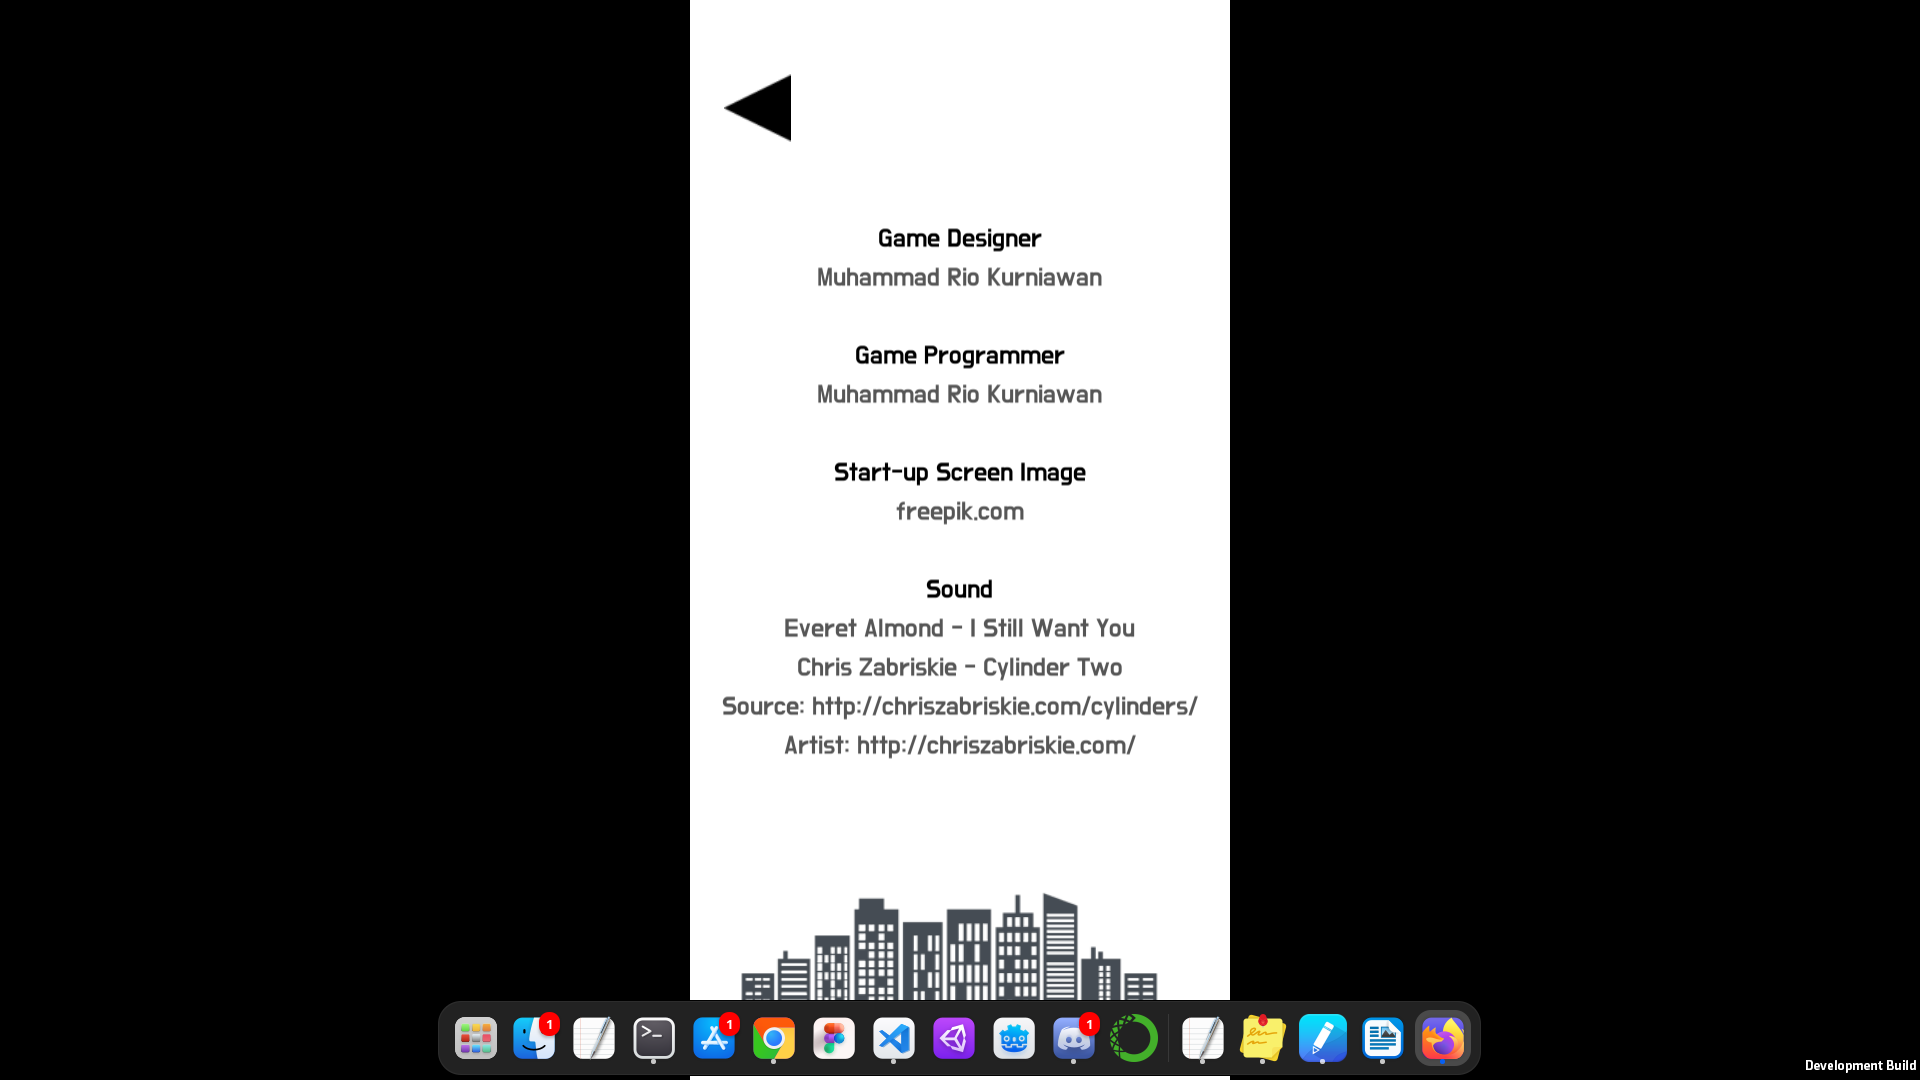 Game Designer
Muhammad Rio Kurniawan
Game Programmer
Muhammad Rio Kurniawan
Start-up Screen Image
freepik.com
Sound
Everet Almond - I Still Want You
Chris Zabriskie - Cylinder Two
Source: http://chriszabriskie.com/cylinders/
Artist: http://chriszabriskie.com/
1
>_
1
1
Development Build